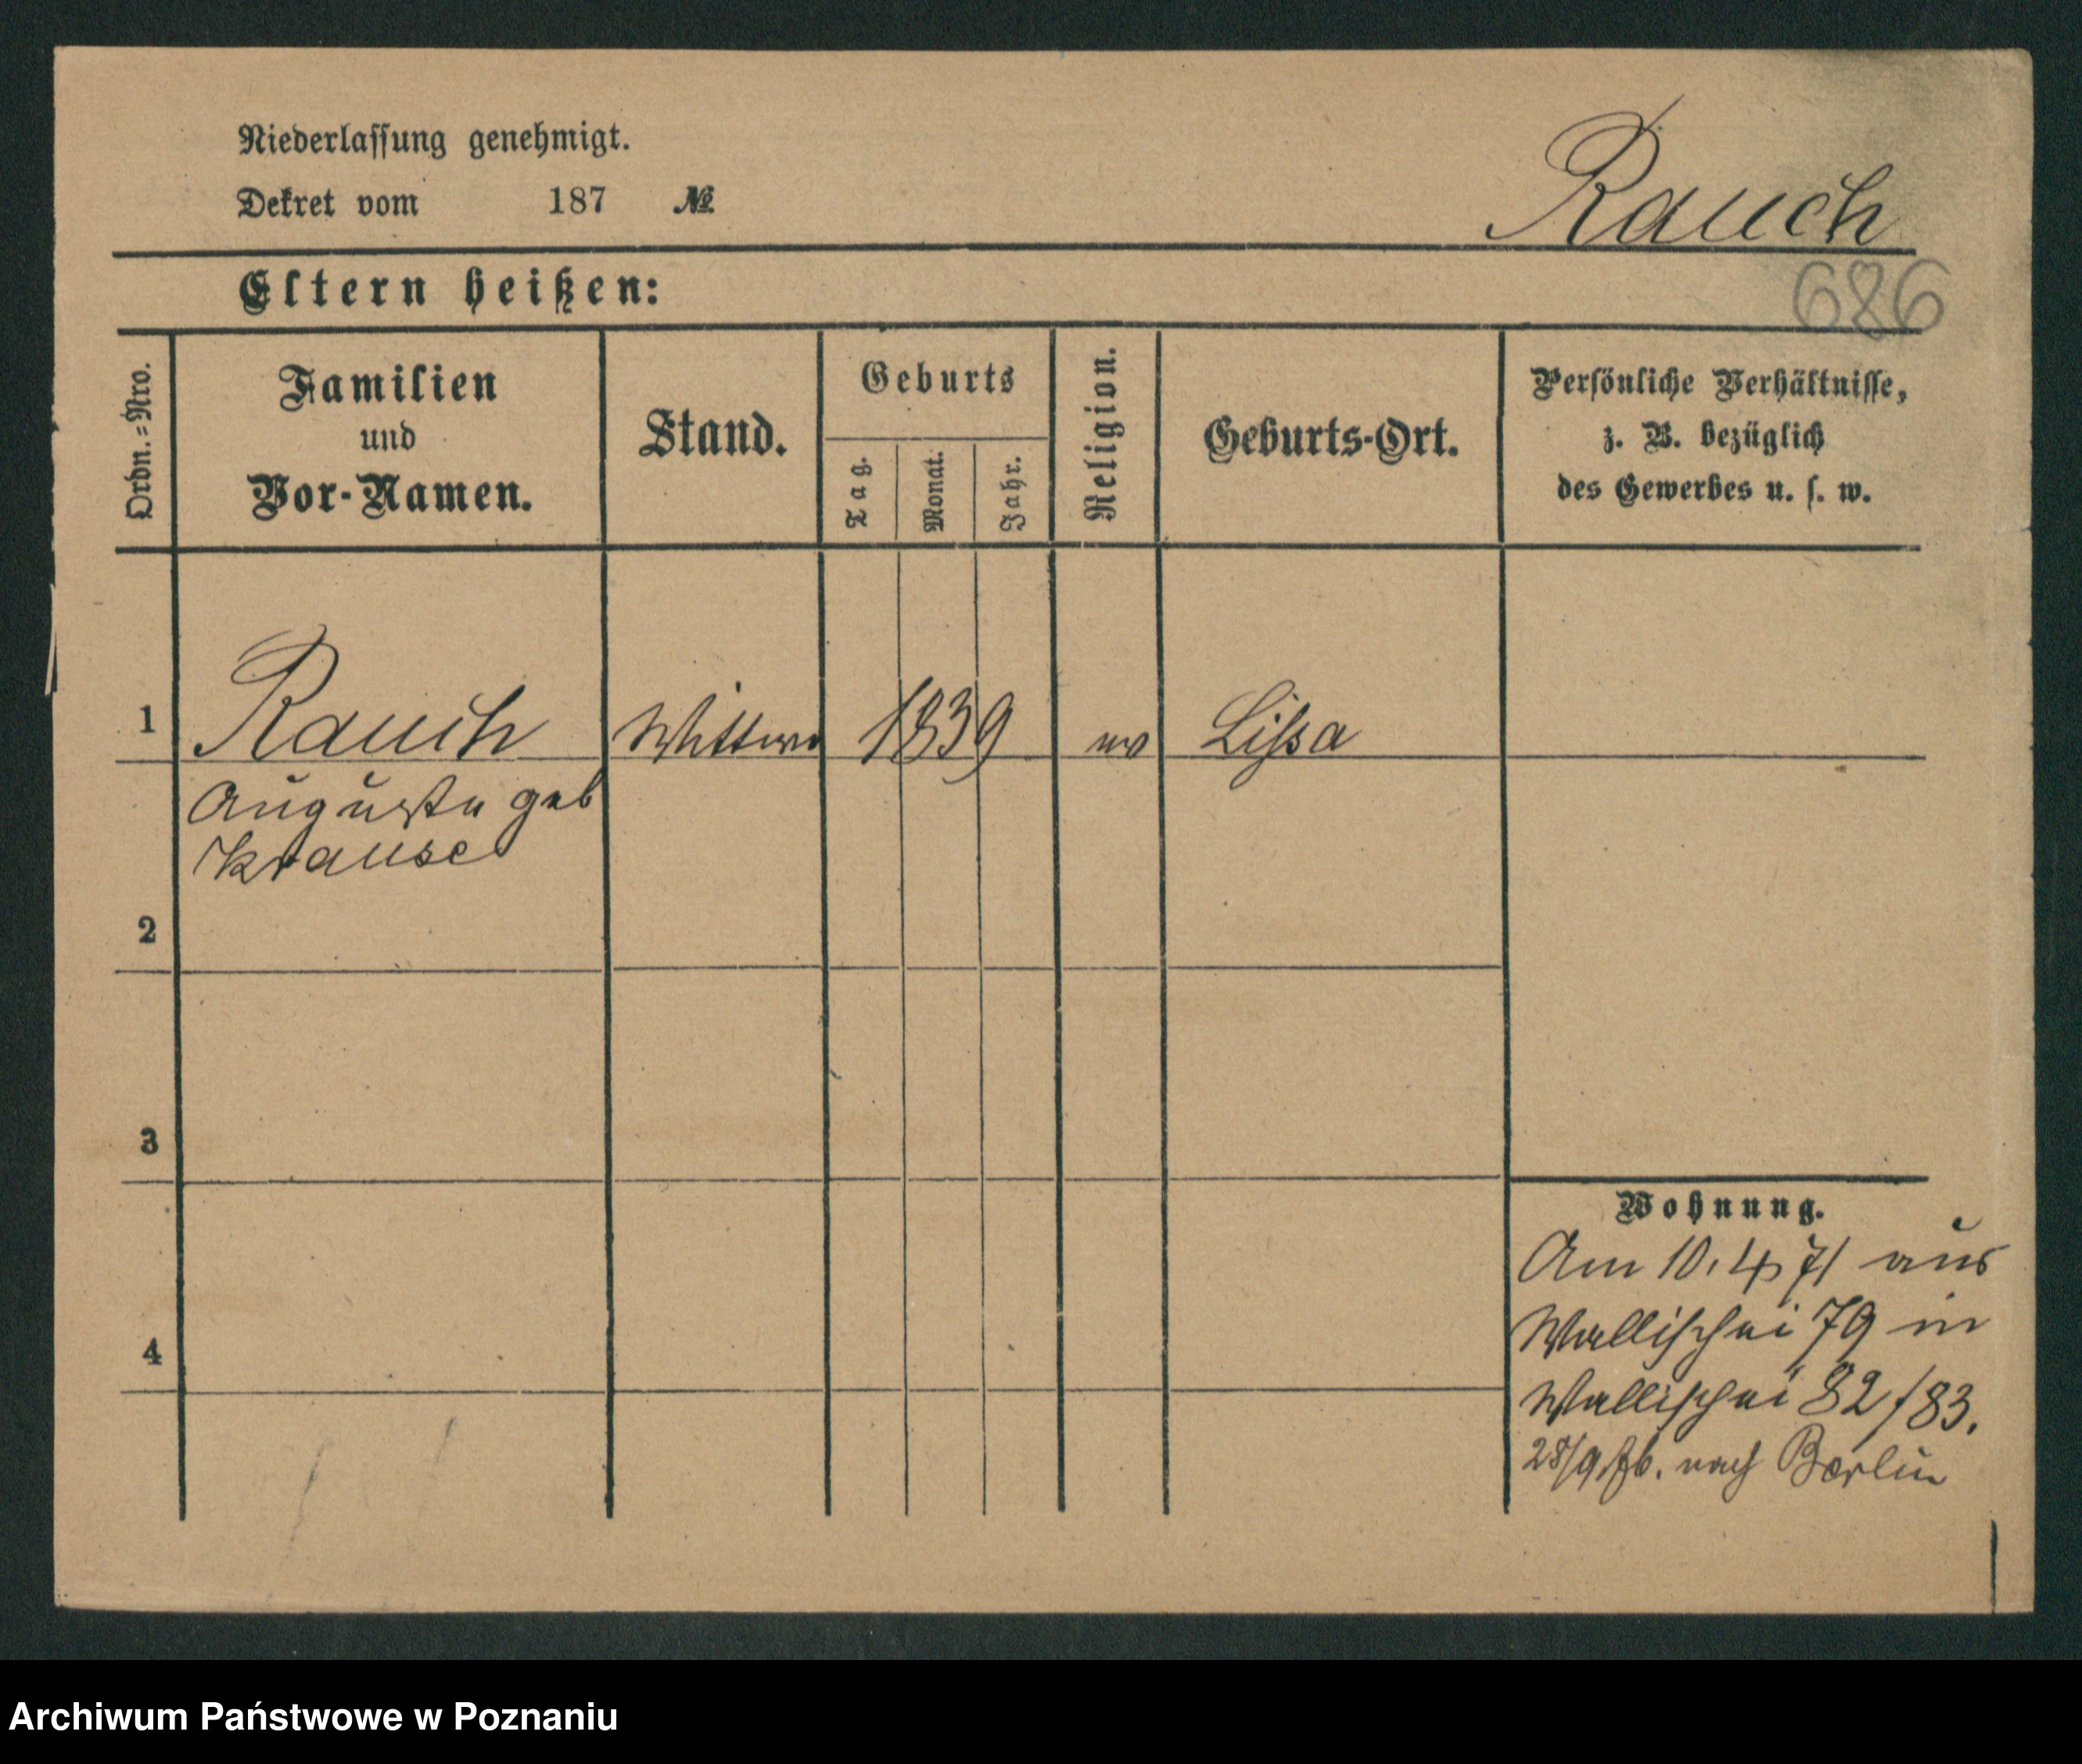 Niederlassung genehmigt.
Dekret vom 187 №
Rauch
686
Eltern heißen:
Ordn.=Nro.
Familien
und
Vor-Namen.
Stand.
Geburts
Tag.
Monat.
Jahr.
Religion.
Geburts-Ort.
Persönliche Verhältnisse,
z. B. bezüglich
des Gewerbes u. s. w.
1 Rauch Wittwe 1839 ev Lissa
Auguste geb
Krause
2
3
4
Wohnung.
Am 10.4 71 aus
Wallischei 79 in
Wallischei 82/83.
28/9 nach Berlin
Archiwum Państwowe w Poznaniu